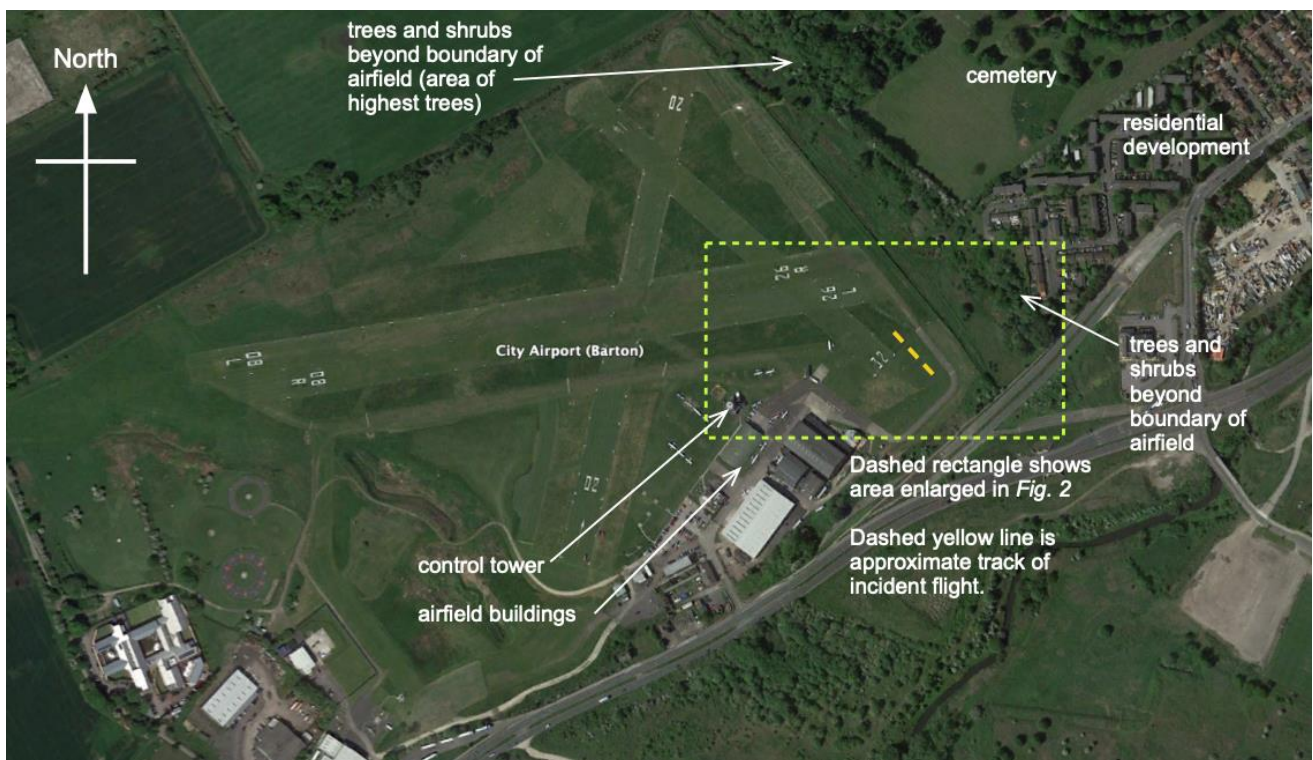 North
trees and shrubs
beyond boundary of
airfield (area of
highest trees)
cemetery
residential
development
20
26
R
26
L
32
08
L
08
R
02
City Airport (Barton)
trees and
shrubs
beyond
boundary of
airfield
Dashed rectangle shows
area enlarged in Fig. 2
Dashed yellow line is
approximate track of
incident flight.
control tower
airfield buildings